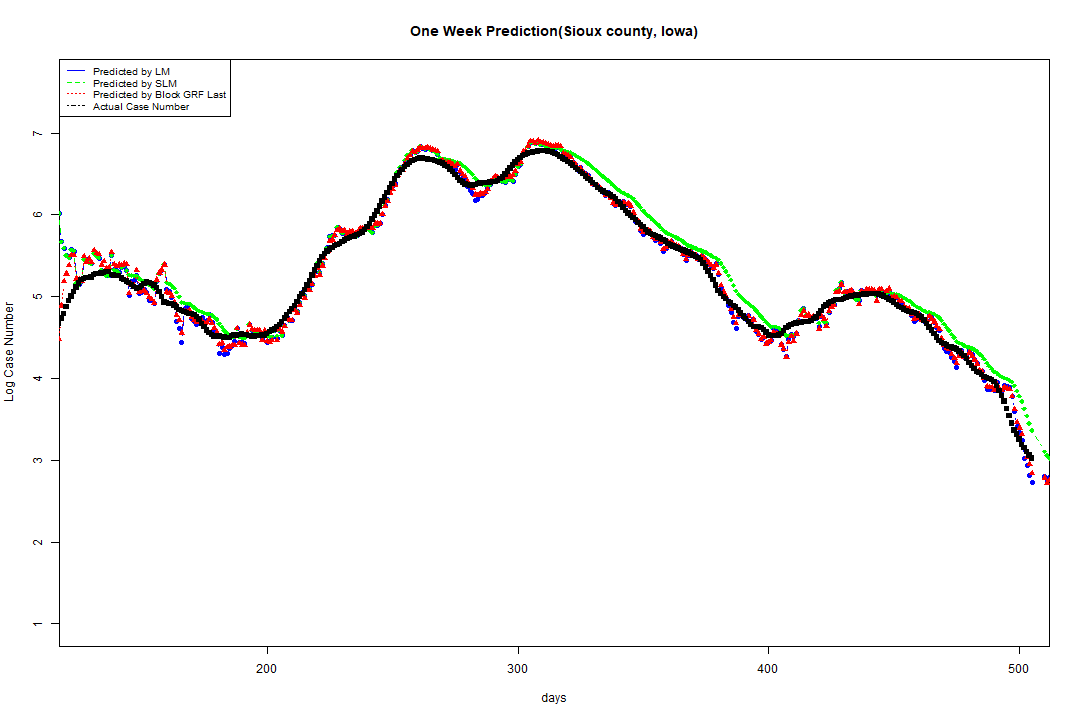 One Week Prediction(Sioux county, Iowa)
Predicted by LM
Predicted by SLM
Predicted by Block GRF Last
Actual Case Number
7
6
5
4
3
2
1
Log Case Number
200 300 400 500
days